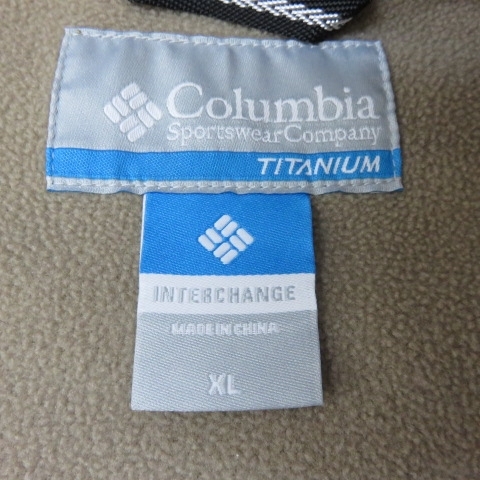 Columbia
Sportswear Company
TITANIUM
INTERCHANGE
MADE IN CHINA
XL